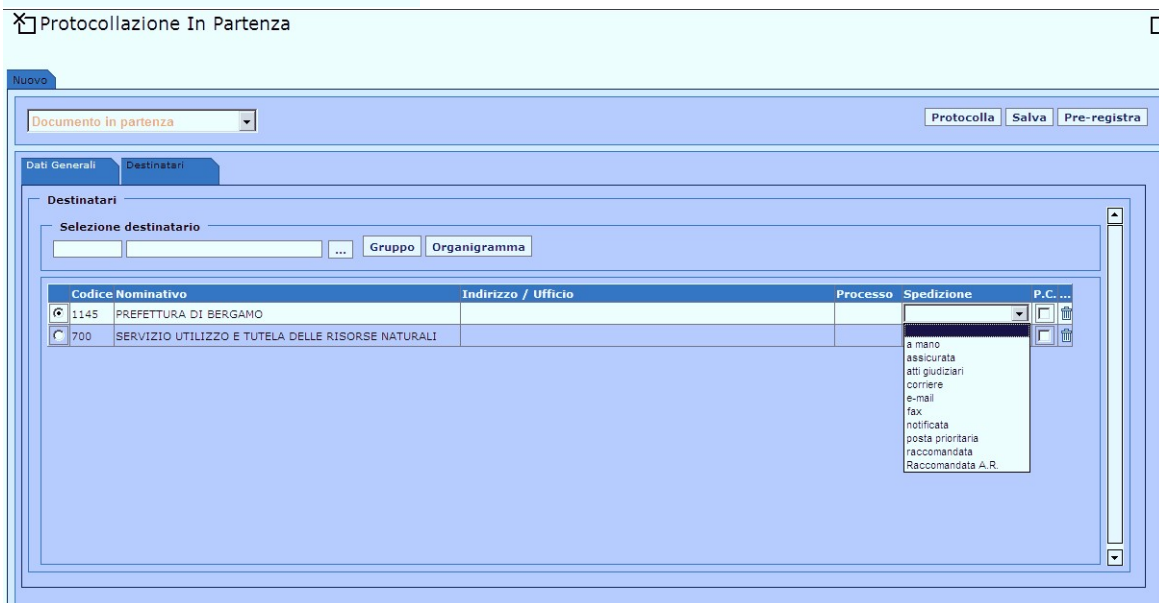 Protocollazione In Partenza
Nuovo
Documento in partenza
Protocolla Salva Pre-registra
Dati Generali Destinatari
Destinatari
Selezione destinatario
... Gruppo Organigramma
Codice Nominativo Indirizzo / Ufficio Processo Spedizione P.C. ...
1145 PREFETTURA DI BERGAMO
700 SERVIZIO UTILIZZO E TUTELA DELLE RISORSE NATURALI
a mano
assicurata
atti giudiziari
corriere
e-mail
fax
notificata
posta prioritaria
raccomandata
Raccomandata A.R.